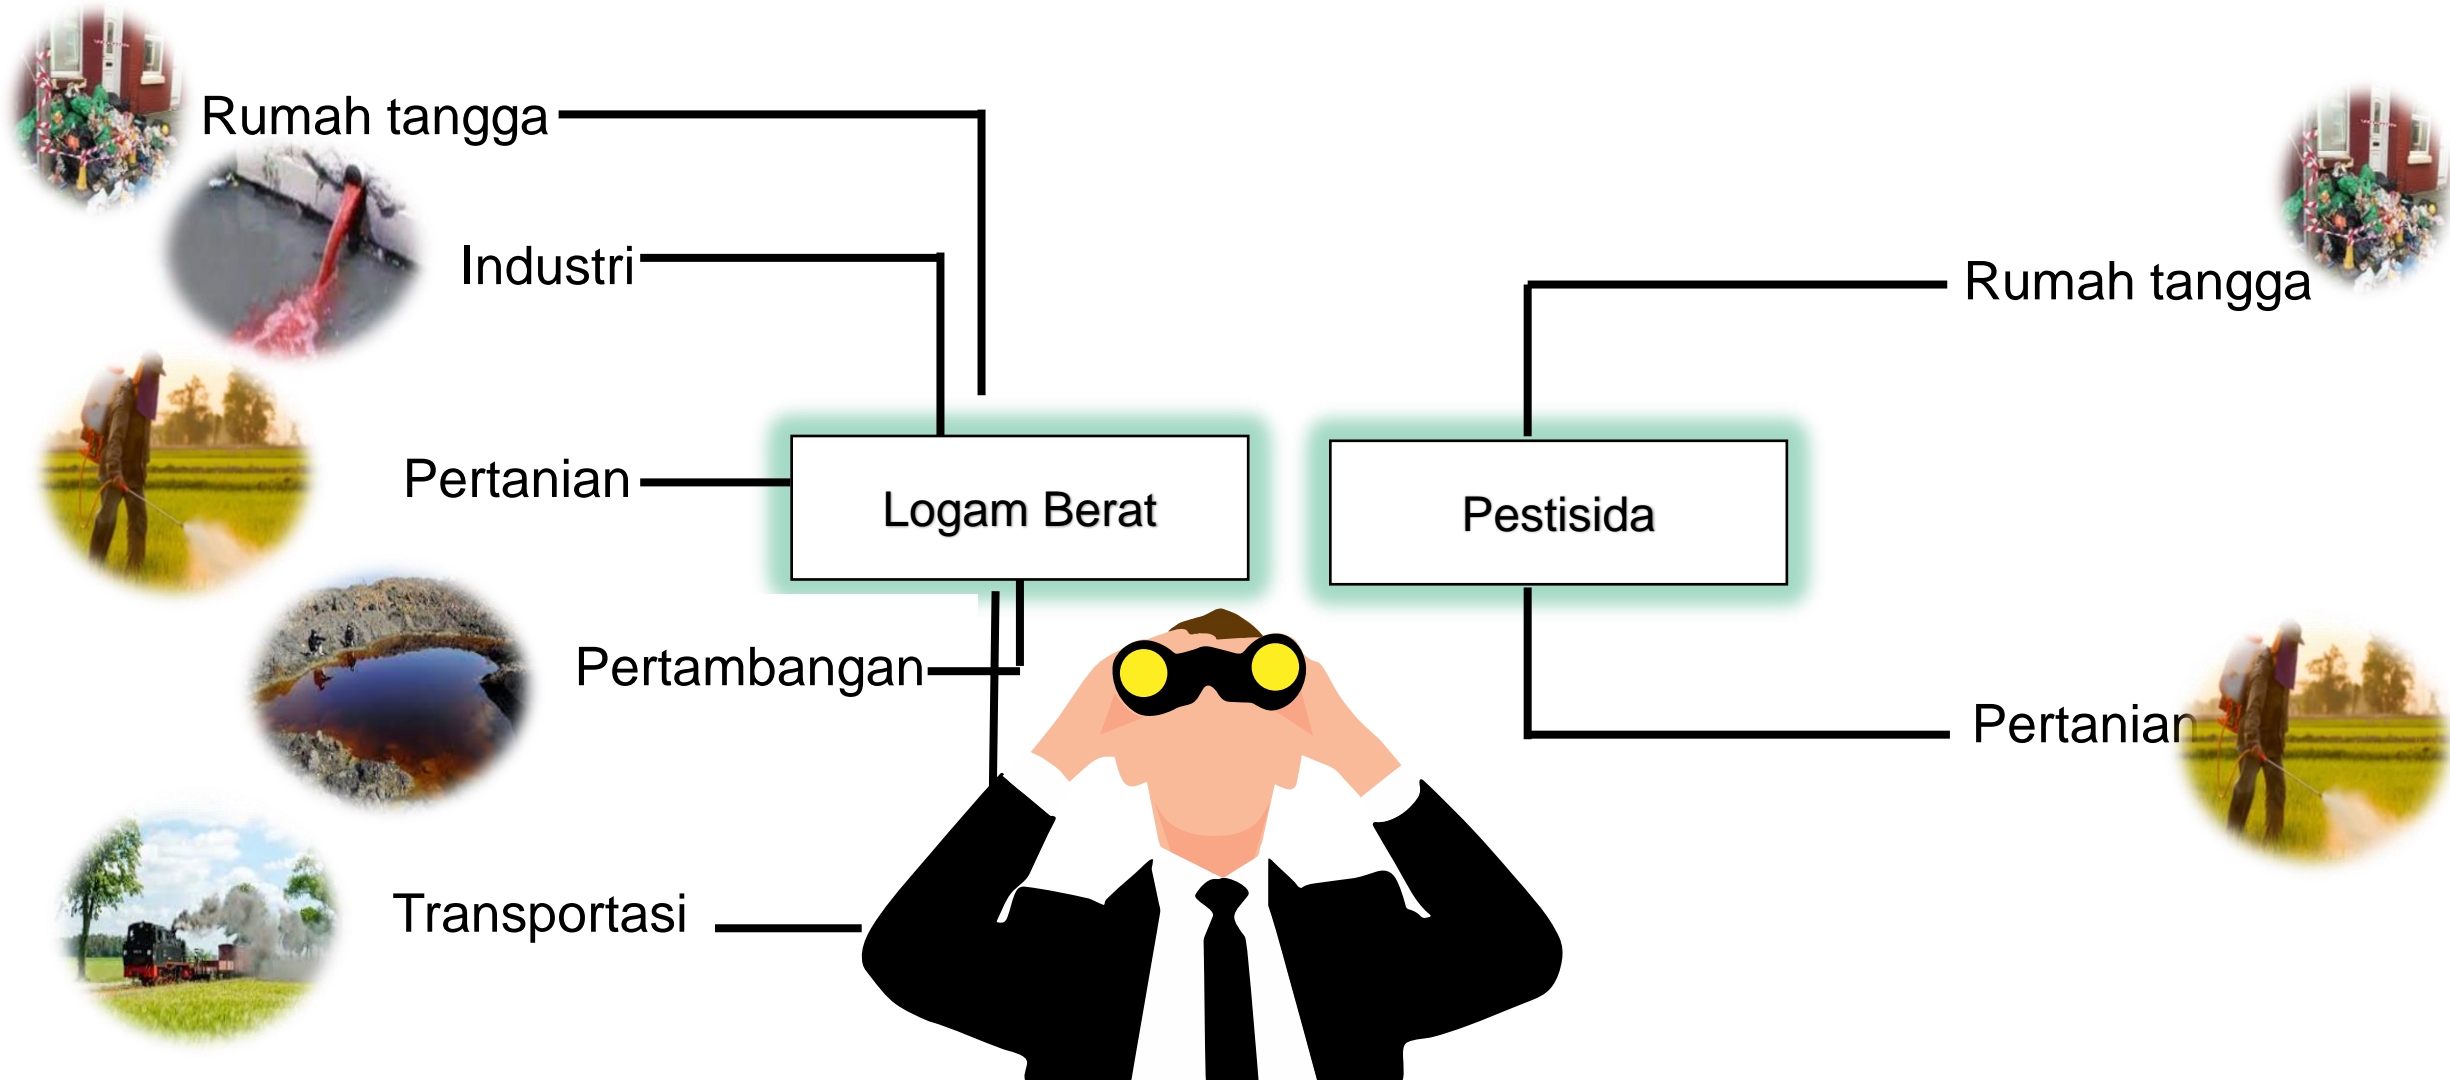 Rumah tangga
Industri
Pertanian
Logam Berat
Pertambangan
Transportasi
Rumah tangga
Pestisida
Pertanian